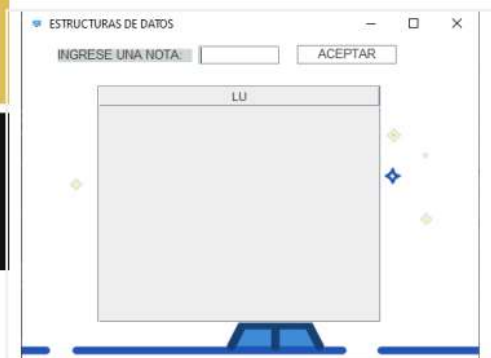 ESTRUCTURAS DE DATOS
INGRESE UNA NOTA: ACEPTAR
LU